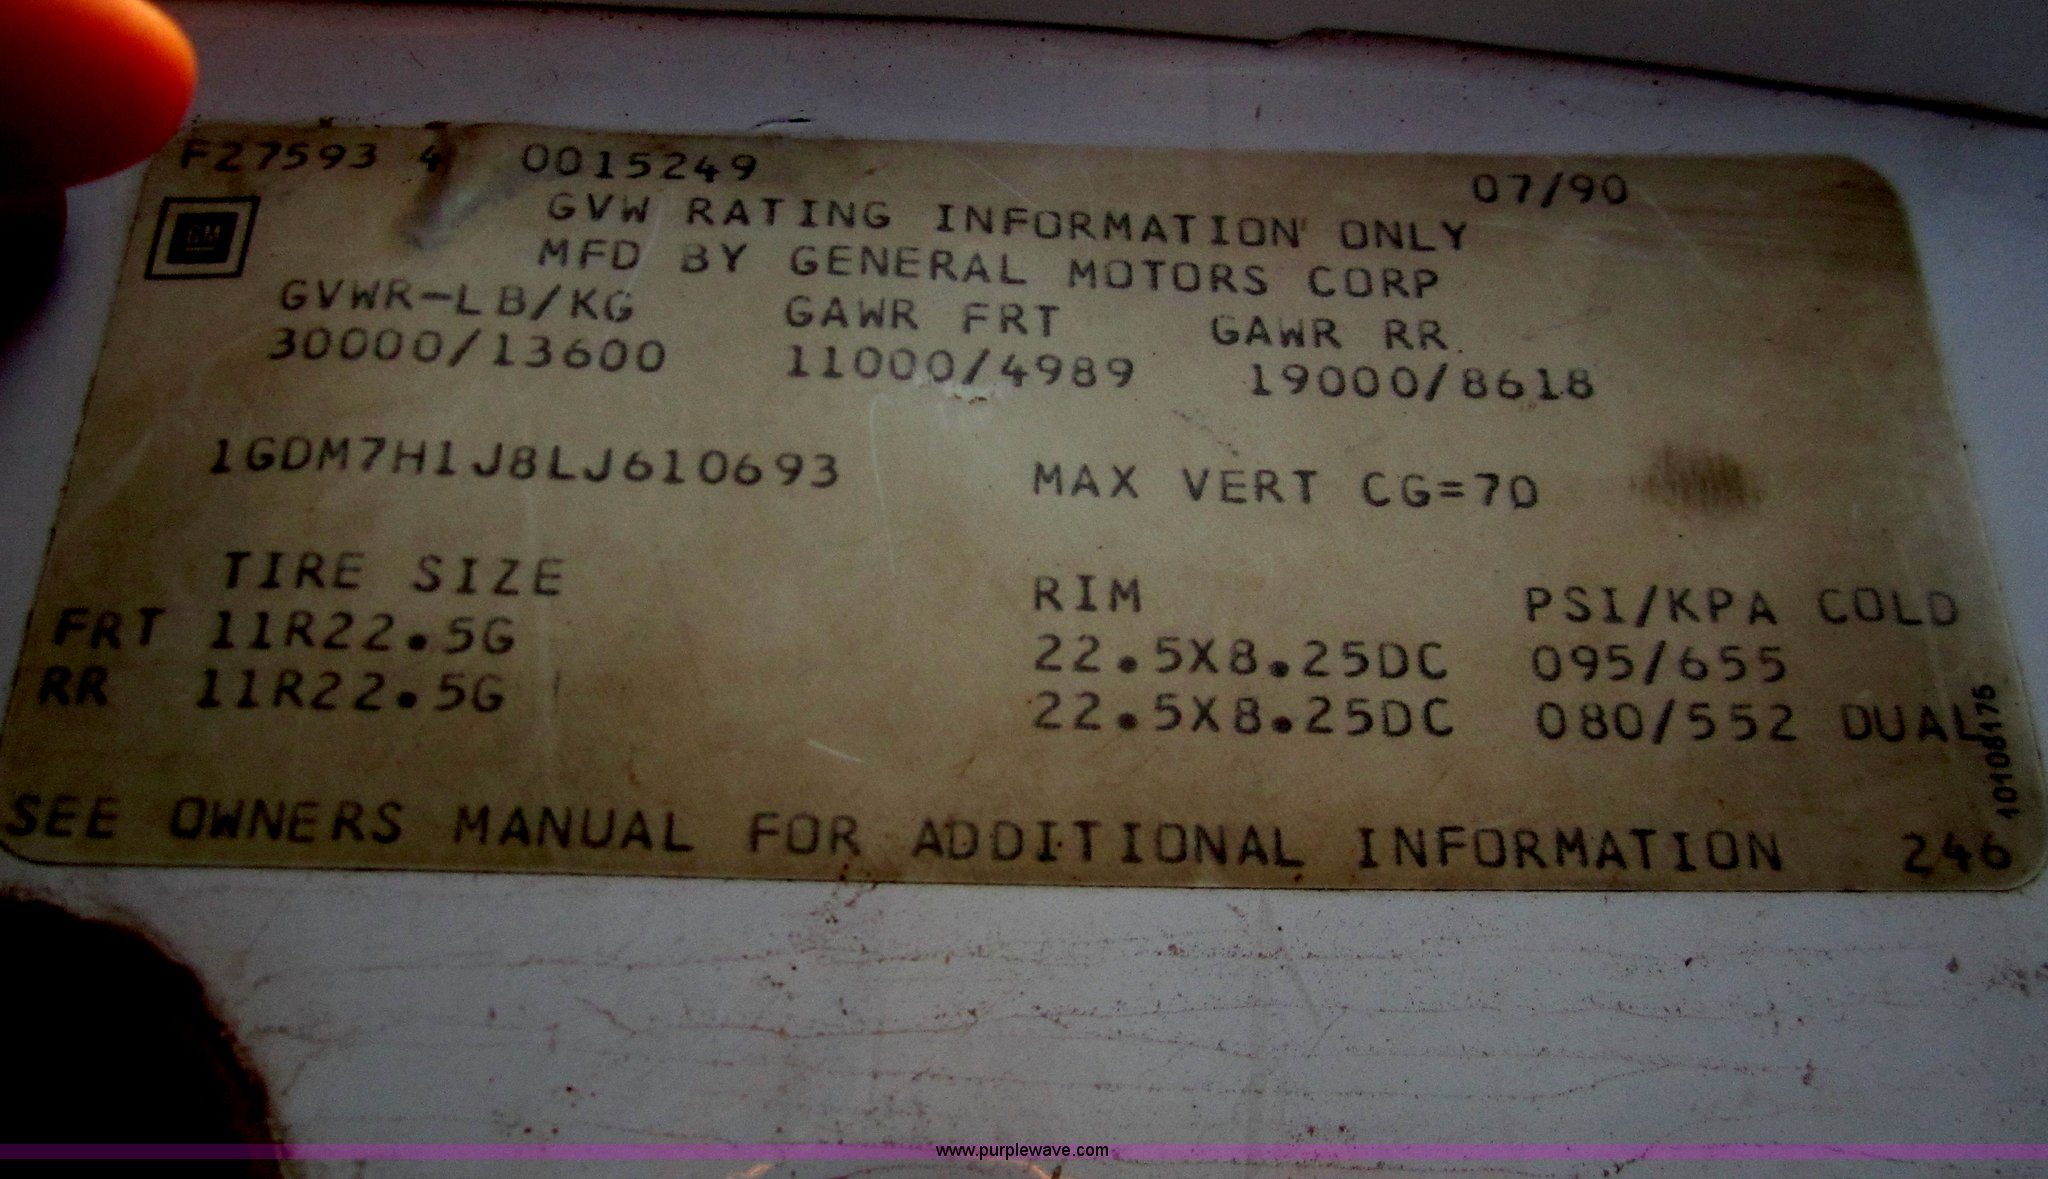 F27593 4 0015249 07/90
GM
GVW RATING INFORMATION ONLY
MFD BY GENERAL MOTORS CORP
GVWR-LB/KG GAWR FRT GAWR RR
30000/13600 11000/4989 19000/8618
1GDM7H1J8LJ610693 MAX VERT CG=70
TIRE SIZE RIM PSI/KPA COLD
FRT 11R22.5G 22.5X8.25DC 095/655
RR 11R22.5G 22.5X8.25DC 080/552 DUAL
SEE OWNERS MANUAL FOR ADDITIONAL INFORMATION 246
10108175
www.purplewave.com